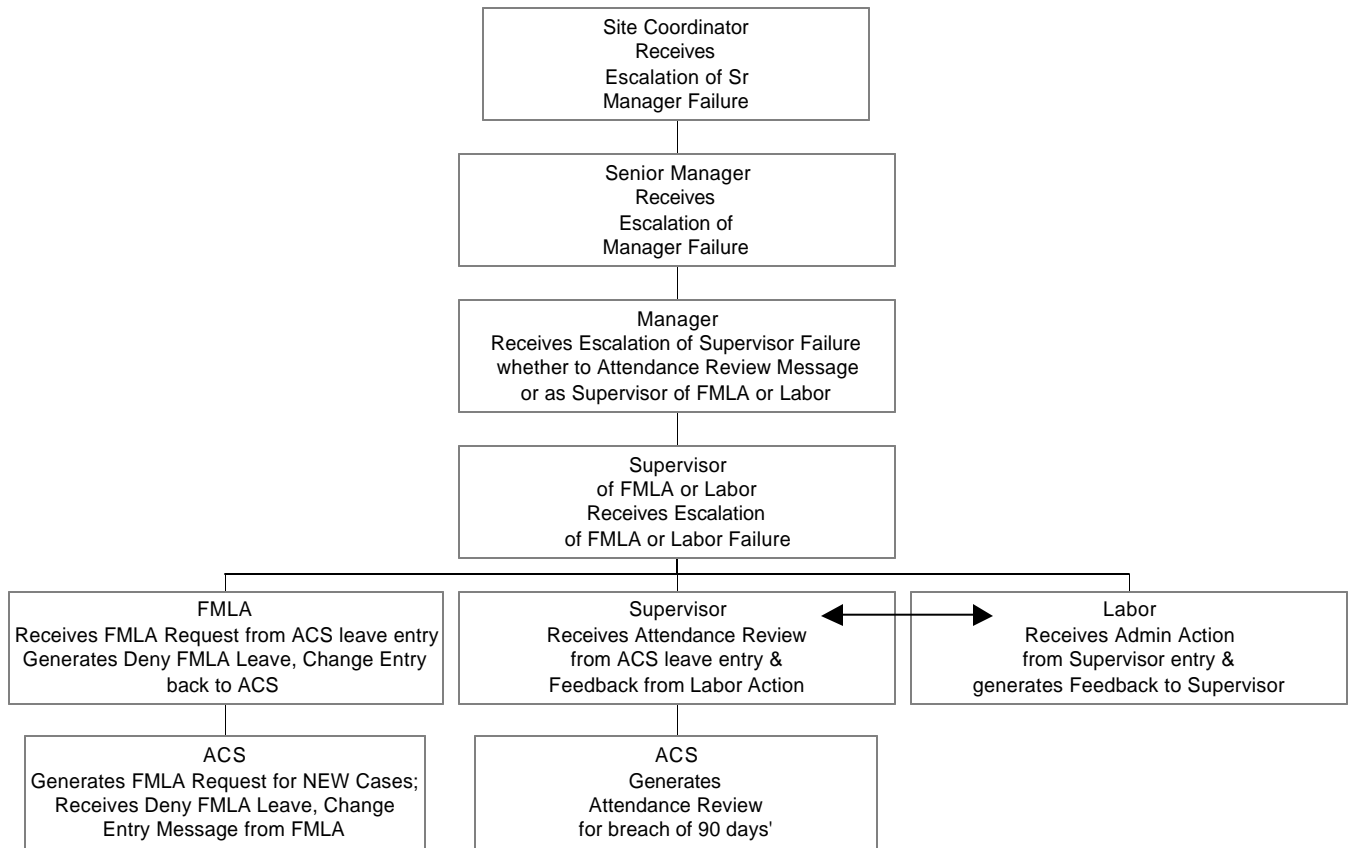 Site Coordinator
Receives
Escalation of Sr
Manager Failure
Senior Manager
Receives
Escalation of
Manager Failure
Manager
Receives Escalation of Supervisor Failure
whether to Attendance Review Message
or as Supervisor of FMLA or Labor
Supervisor
of FMLA or Labor
Receives Escalation
of FMLA or Labor Failure
FMLA
Receives FMLA Request from ACS leave entry
Generates Deny FMLA Leave, Change Entry
back to ACS
Supervisor
Receives Attendance Review
from ACS leave entry &
Feedback from Labor Action
Labor
Receives Admin Action
from Supervisor entry &
generates Feedback to Supervisor
ACS
Generates FMLA Request for NEW Cases;
Receives Deny FMLA Leave, Change
Entry Message from FMLA
ACS
Generates
Attendance Review
for breach of 90 days'